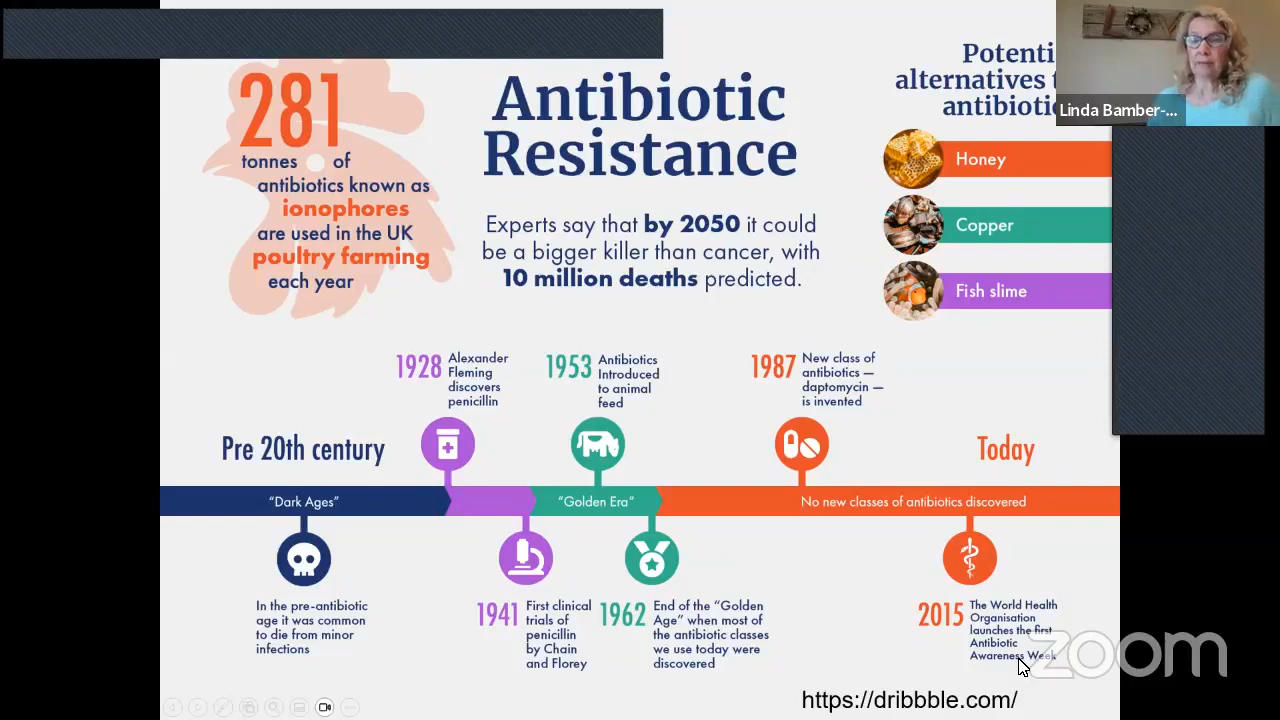 281
tonnes of
antibiotics known as
ionophores
are used in the UK
poultry farming
each year
Antibiotic
Resistance
Experts say that by 2050 it could
be a bigger killer than cancer, with
10 million deaths predicted.
Potenti
alternatives
antibioti
Honey
Copper
Fish slime
Linda Bamber-...
1928
Alexander
Fleming
discovers
penicillin
1953
Antibiotics
Introduced
to animal
feed
1987
New class of
antibiotics —
daptomycin —
is invented
Pre 20th century
Today
"Dark Ages"
"Golden Era"
No new classes of antibiotics discovered
In the pre-antibiotic
age it was common
to die from minor
infections
1941
First clinical
trials of
penicillin
by Chain
and Florey
1962
End of the "Golden
Age" when most of
the antibiotic classes
we use today were
discovered
2015
The World Health
Organisation
launches the first
Antibiotic
Awareness Week
zoom
https://dribbble.com/